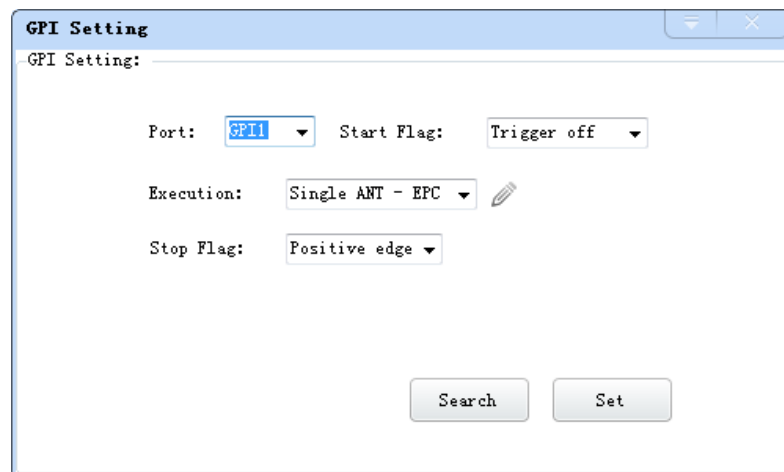 GPI Setting
GPI Setting:
Port: GPI1 Start Flag: Trigger off
Execution: Single ANT - EPC
Stop Flag: Positive edge
Search Set